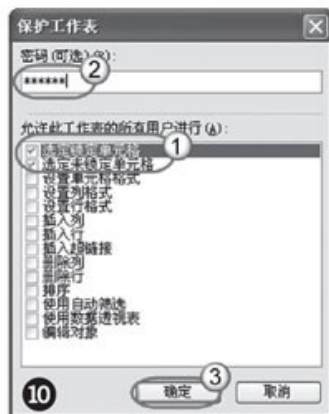 保护工作表
密码(可选)(P):
******
②
允许此工作表的所有用户进行(A):
①
选定锁定单元格
选定未锁定单元格
设置单元格格式
设置列格式
设置行格式
插入列
插入行
插入超链接
删除列
删除行
排序
使用自动筛选
使用数据透视表
编辑对象
③
10
确定
取消